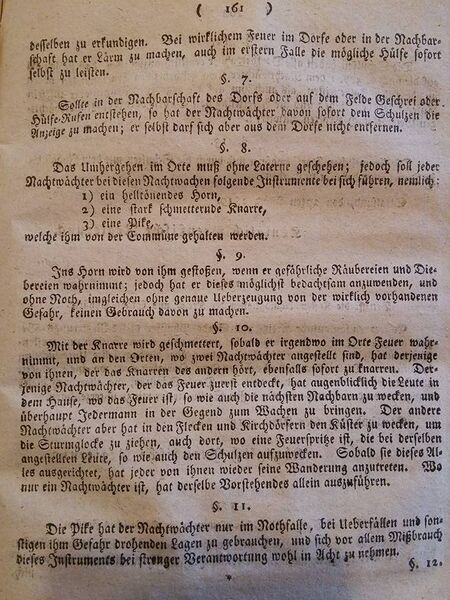 ( 161 )
desselben zu erkundigen. Bei wirklichem Feuer im Dorfe oder in der Nachbar-
schaft hat er Lärm zu machen, auch im erstern Falle die mögliche Hülfe sofort
selbst zu leisten.
§. 7.
Sollte in der Nachbarschaft des Dorfs oder auf dem Felde Geschrei oder
Hülfe-Rufen entstehen, so hat der Nachtwächter davon sofort dem Schulzen die
Anzeige zu machen; er selbst darf sich aber aus dem Dorfe nicht entfernen.
§. 8.
Das Umhergehen im Orte muß ohne Laterne geschehen; jedoch soll jeder
Nachtwächter bei diesen Nachtwachen folgende Instrumente bei sich führen, nemlich:
1) ein helltönendes Horn,
2) eine stark schmetternde Knarre,
3) eine Pike,
welche ihm von der Commüne gehalten werden.
§. 9.
Ins Horn wird von ihm gestoßen, wenn er gefährliche Räubereien und Die-
bereien wahrnimmt; jedoch hat er dieses möglichst bedachtsam anzuwenden, und
ohne Noth, imgleichen ohne genaue Ueberzeugung von der wirklich vorhandenen
Gefahr, keinen Gebrauch davon zu machen.
§. 10.
Mit der Knarre wird geschmettert, sobald er irgendwo im Orte Feuer wahr-
nimmt, und an den Orten, wo zwei Nachtwächter angestellt sind, hat derjenige
von ihnen, der das Knarren des andern hört, ebenfalls sofort zu knarren. Der-
jenige Nachtwächter, der das Feuer zuerst entdeckt, hat augenblicklich die Leute in
dem Hause, wo das Feuer ist, so wie auch die nächsten Nachbarn zu wecken, und
überhaupt Jedermann in der Gegend zum Wachen zu bringen. Der andere
Nachtwächter aber hat in den Flecken und Kirchdörfern den Küster zu wecken, um
die Sturmglocke zu ziehen, auch dort, wo eine Feuerspritze ist, die bei derselben
angestellten Leute, so wie auch den Schulzen aufzuwecken. Sobald sie dieses Al-
les ausgerichtet, hat jeder von ihnen wieder seine Wanderung anzutreten. Wo
nur ein Nachtwächter ist, hat derselbe Vorstehendes allein auszuführen.
§. 11.
Die Pike hat der Nachtwächter nur im Nothfalle, bei Ueberfällen und son-
stigen ihm Gefahr drohenden Lagen zu gebrauchen, und sich vor allem Mißbrauch
dieses Instruments bei strenger Verantwortung wohl in Acht zu nehmen.
§. 12.